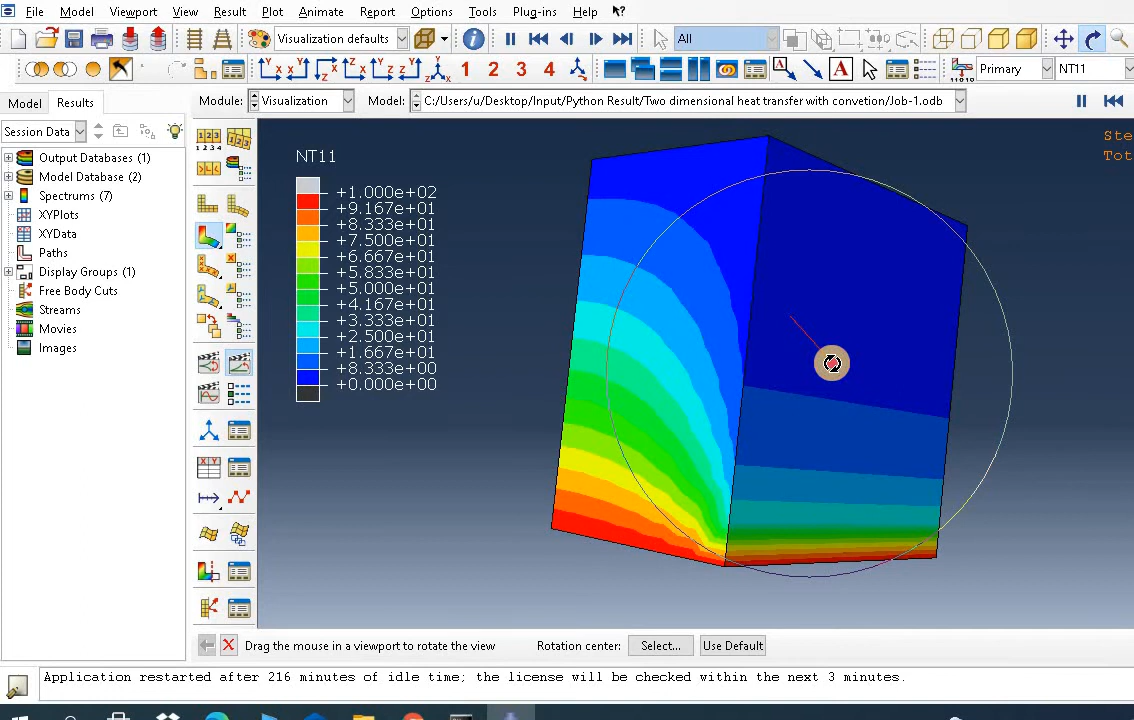 File Model Viewport View Result Plot Animate Report Options Tools Plug-ins Help
Visualization defaults All
1 2 3 4 A Primary NT11
Model Results Module: Visualization Model: C:/Users/u/Desktop/Input/Python Result/Two dimensional heat transfer with convetion/Job-1.odb
Session Data
Output Databases (1)
Model Database (2)
Spectrums (7)
XYPlots
XYData
Paths
Display Groups (1)
Free Body Cuts
Streams
Movies
Images
Ste
Tot
NT11
+1.000e+02
+9.167e+01
+8.333e+01
+7.500e+01
+6.667e+01
+5.833e+01
+5.000e+01
+4.167e+01
+3.333e+01
+2.500e+01
+1.667e+01
+8.333e+00
+0.000e+00
Drag the mouse in a viewport to rotate the view Rotation center: Select... Use Default
Application restarted after 216 minutes of idle time; the license will be checked within the next 3 minutes.